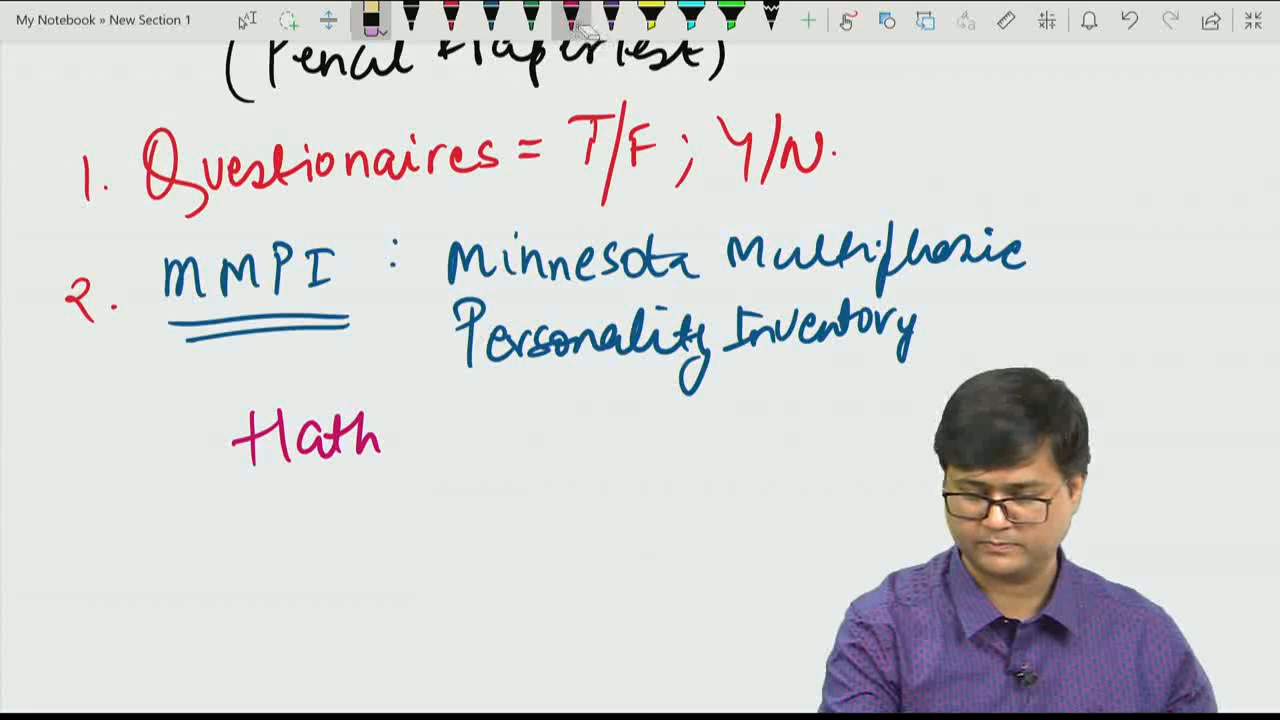 My Notebook » New Section 1
(Pencil & Paper Test)
1. Questionaires = T/F ; Y/N.
2. MMPI : Minnesota Multiphasic
Personality Inventory
Hath